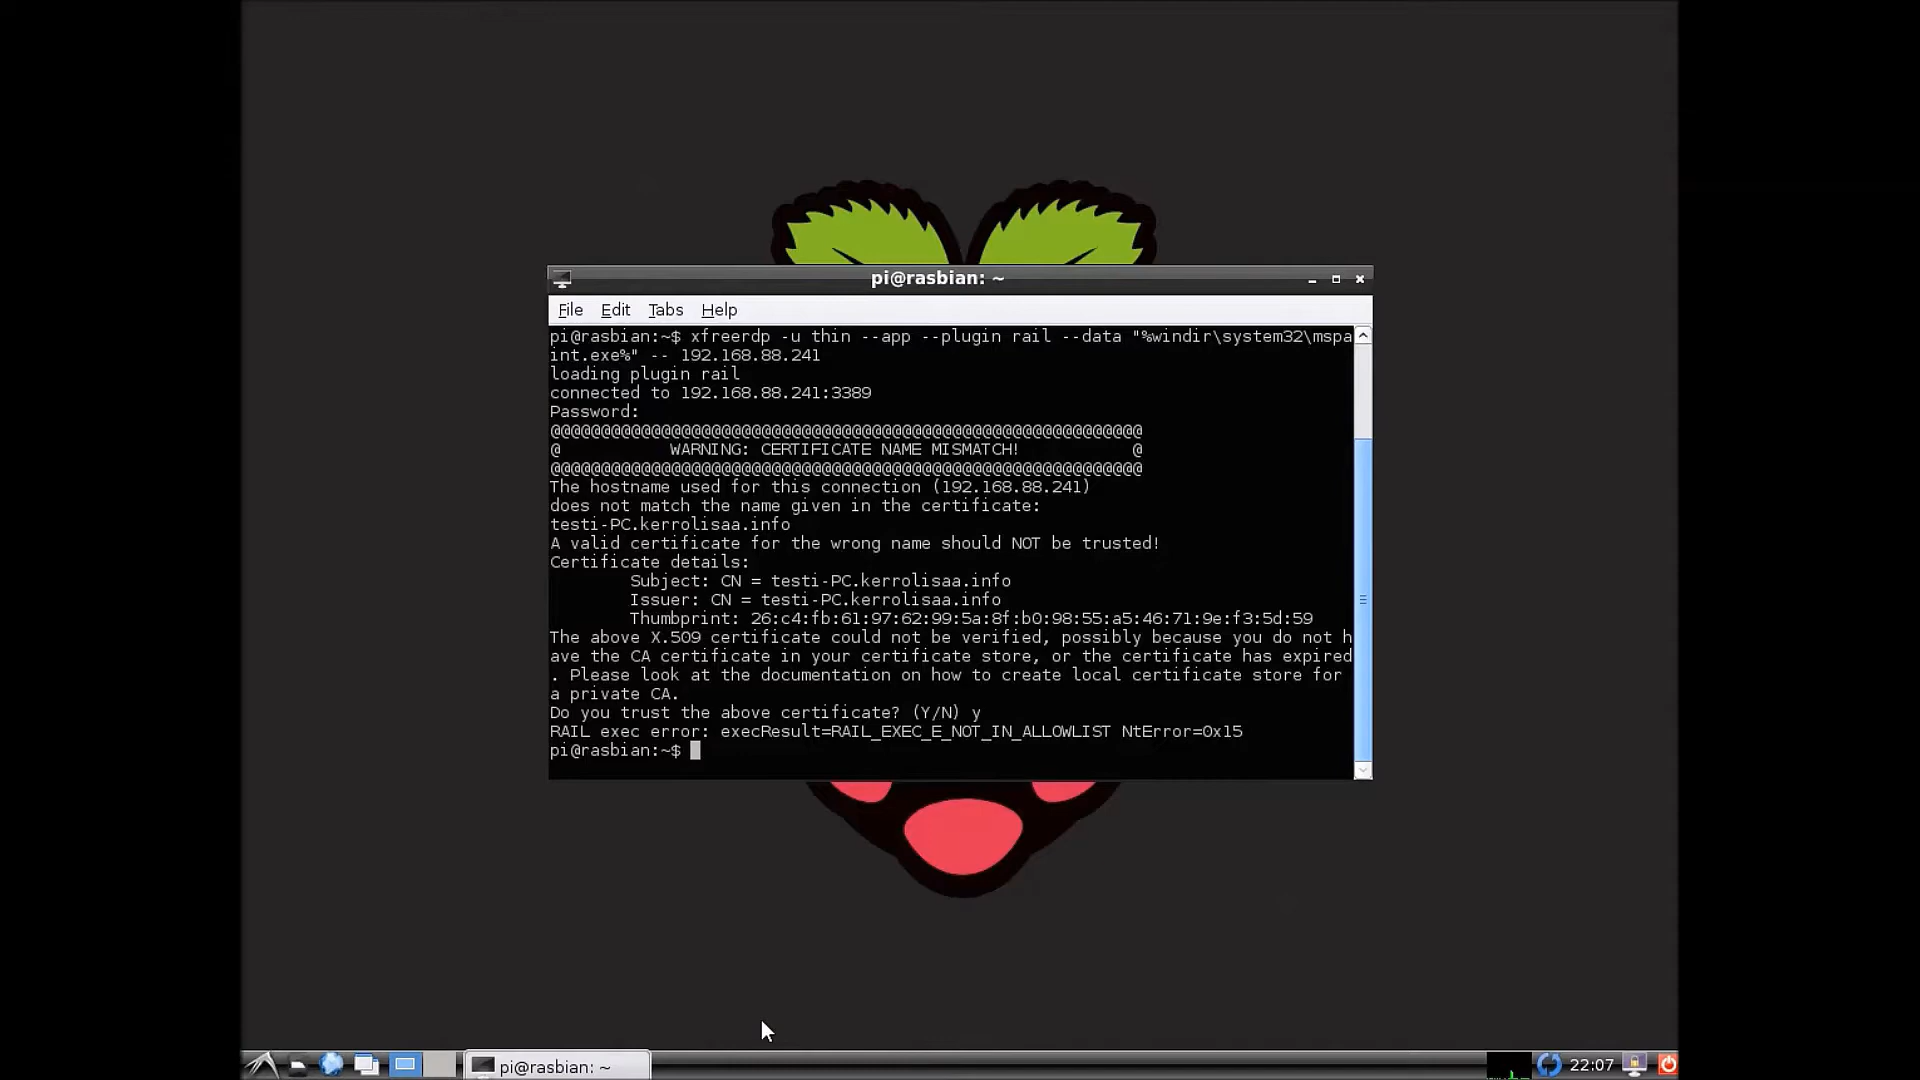 pi@rasbian: ~
File Edit Tabs Help
pi@rasbian:~$ xfreerdp -u thin --app --plugin rail --data "%windir\system32\mspa
int.exe%" -- 192.168.88.241
loading plugin rail
connected to 192.168.88.241:3389
Password:
@@@@@@@@@@@@@@@@@@@@@@@@@@@@@@@@@@@@@@@@@@@@@@@@@@@@@@@@@@@
@           WARNING: CERTIFICATE NAME MISMATCH!           @
@@@@@@@@@@@@@@@@@@@@@@@@@@@@@@@@@@@@@@@@@@@@@@@@@@@@@@@@@@@
The hostname used for this connection (192.168.88.241)
does not match the name given in the certificate:
testi-PC.kerrolisaa.info
A valid certificate for the wrong name should NOT be trusted!
Certificate details:
Subject: CN = testi-PC.kerrolisaa.info
Issuer: CN = testi-PC.kerrolisaa.info
Thumbprint: 26:c4:fb:61:97:62:99:5a:8f:b0:98:55:a5:46:71:9e:f3:5d:59
The above X.509 certificate could not be verified, possibly because you do not h
ave the CA certificate in your certificate store, or the certificate has expired
. Please look at the documentation on how to create local certificate store for
a private CA.
Do you trust the above certificate? (Y/N) y
RAIL exec error: execResult=RAIL_EXEC_E_NOT_IN_ALLOWLIST NtError=0x15
pi@rasbian:~$
pi@rasbian: ~
22:07